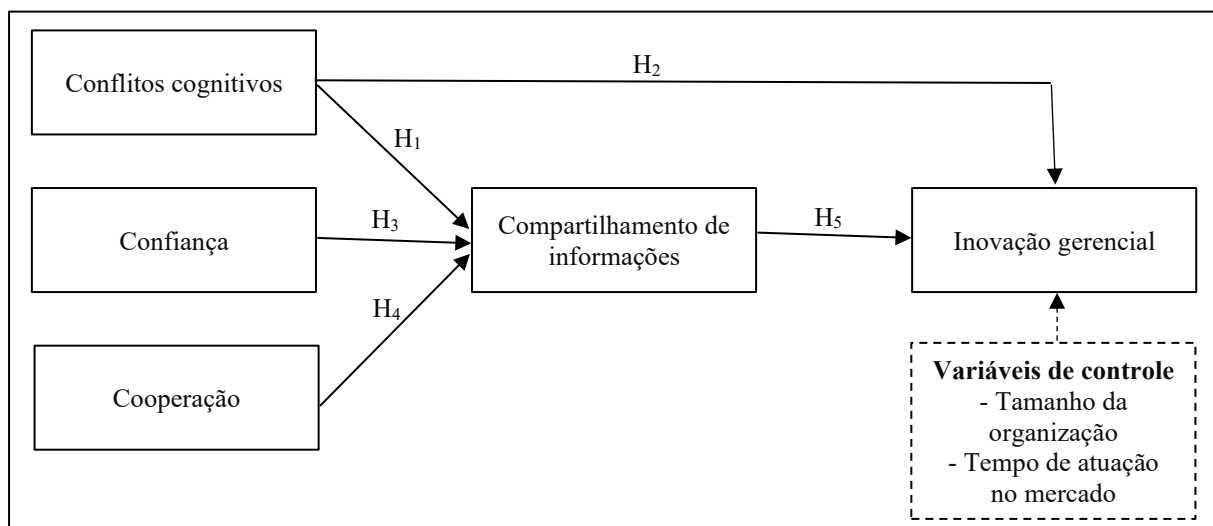 Conflitos cognitivos
H₂
H₁
Confiança
H₃
Compartilhamento de
informações
H₅
Inovação gerencial
H₄
Cooperação
Variáveis de controle
- Tamanho da
organização
- Tempo de atuação
no mercado